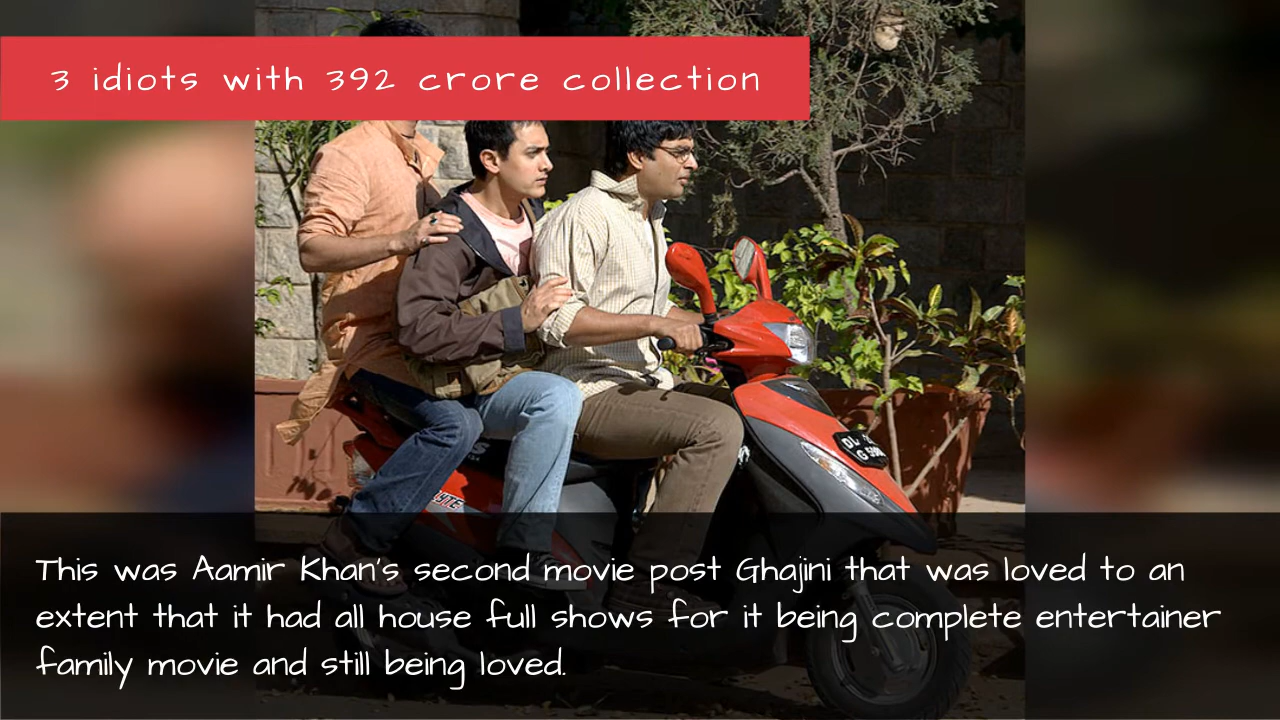 3 idiots with 392 crore collection
DL
This was Aamir Khan's second movie post Ghajini that was loved to an
extent that it had all house full shows for it being complete entertainer
family movie and still being loved.